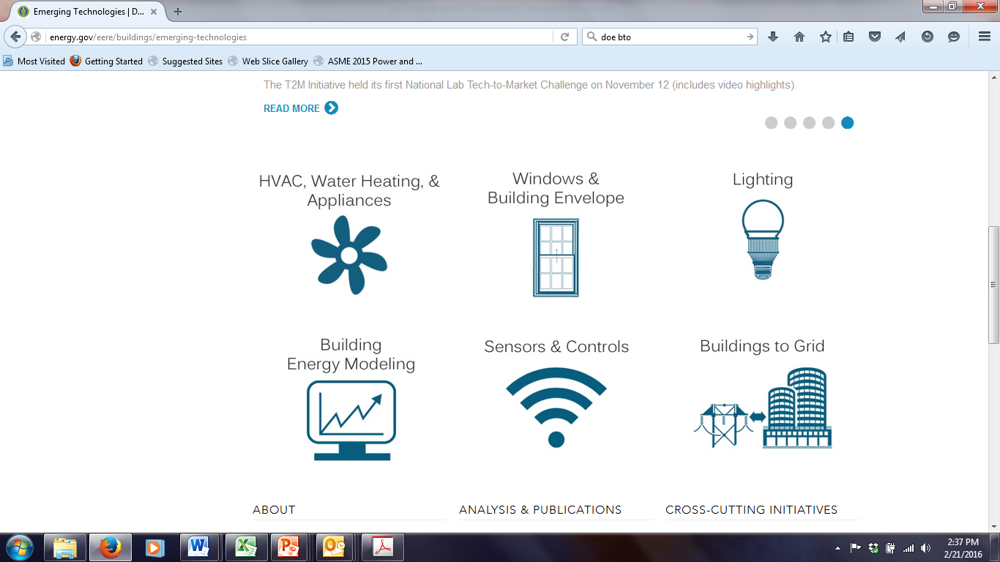 Emerging Technologies | D...
energy.gov/eere/buildings/emerging-technologies
doe bto
Most Visited
Getting Started
Suggested Sites
Web Slice Gallery
ASME 2015 Power and ...
The T2M Initiative held its first National Lab Tech-to-Market Challenge on November 12 (includes video highlights).
READ MORE
HVAC, Water Heating, &
Appliances
Windows &
Building Envelope
Lighting
Building
Energy Modeling
Sensors & Controls
Buildings to Grid
ABOUT
ANALYSIS & PUBLICATIONS
CROSS-CUTTING INITIATIVES
2:37 PM
2/21/2016